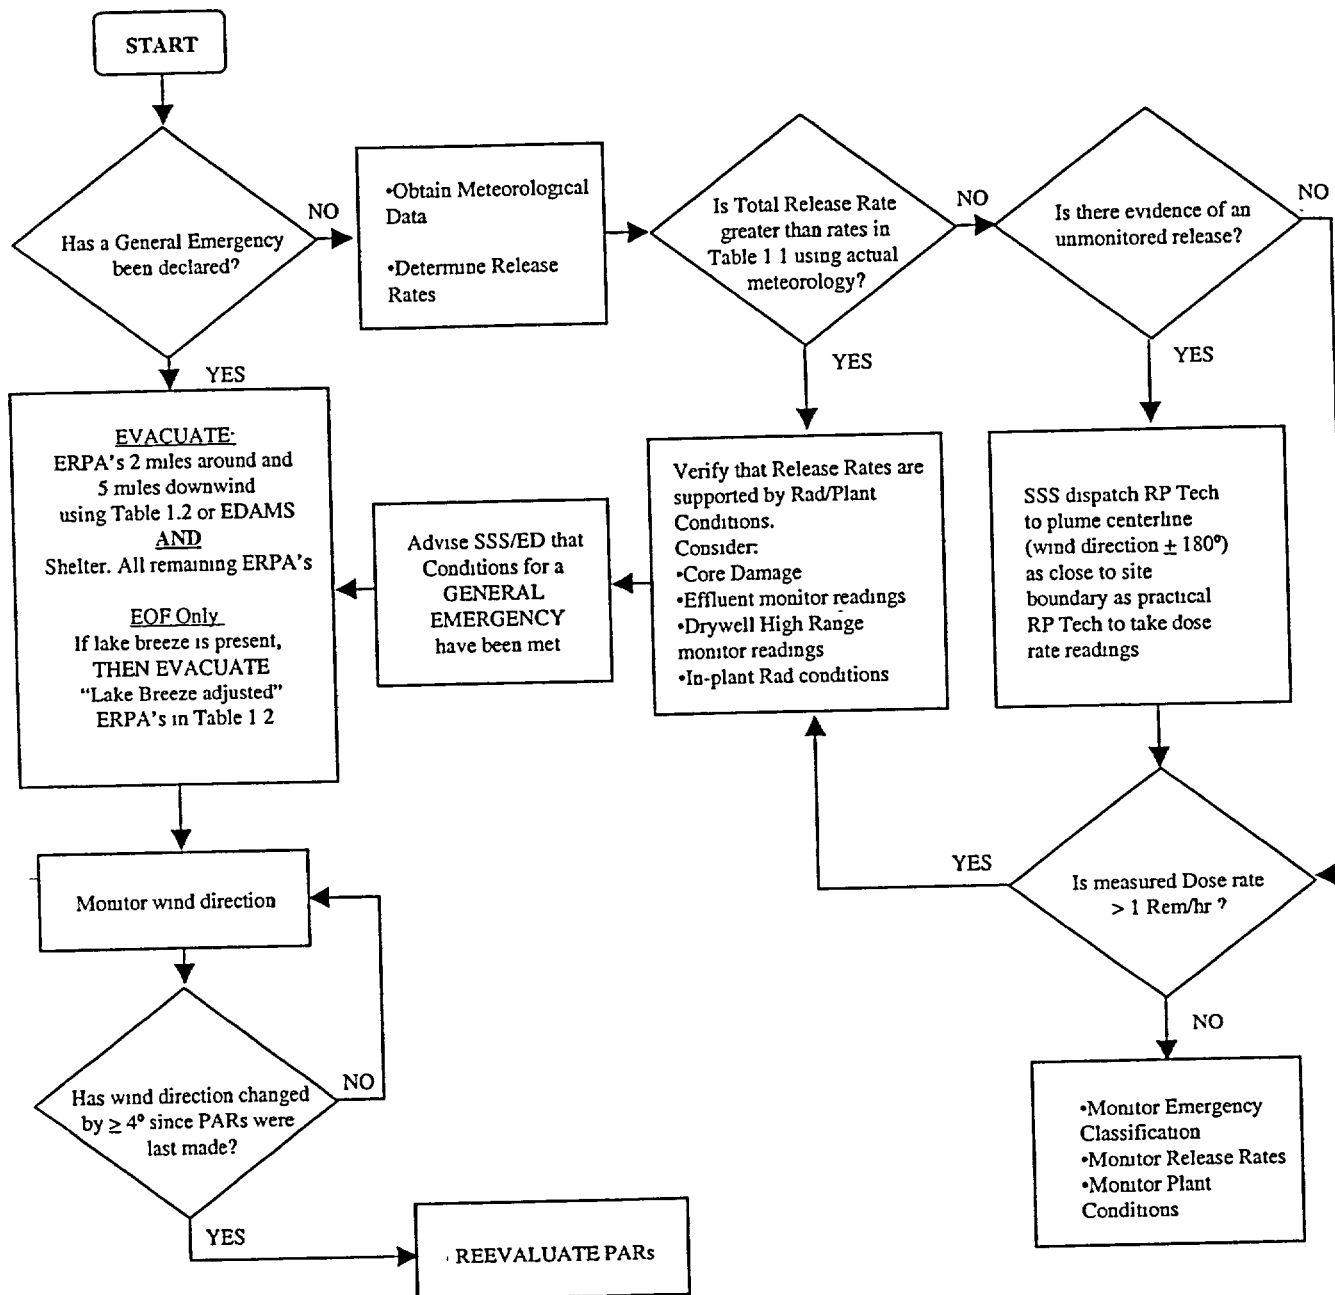 START
Has a General Emergency
been declared?
NO
YES
•Obtain Meteorological
Data
•Determine Release
Rates
Is Total Release Rate
greater than rates in
Table 1 1 using actual
meteorology?
NO
YES
Is there evidence of an
unmonitored release?
NO
YES
EVACUATE:
ERPA's 2 miles around and
5 miles downwind
using Table 1.2 or EDAMS
AND
Shelter. All remaining ERPA's
EOF Only
If lake breeze is present,
THEN EVACUATE
“Lake Breeze adjusted”
ERPA's in Table 1 2
Advise SSS/ED that
Conditions for a
GENERAL
EMERGENCY
have been met
Verify that Release Rates are
supported by Rad/Plant
Conditions.
Consider:
•Core Damage
•Effluent monitor readings
•Drywell High Range
monitor readings
•In-plant Rad conditions
SSS dispatch RP Tech
to plume centerline
(wind direction ± 180°)
as close to site
boundary as practical
RP Tech to take dose
rate readings
Is measured Dose rate
> 1 Rem/hr ?
YES
NO
Monitor wind direction
Has wind direction changed
by ≥ 4° since PARs were
last made?
NO
YES
REEVALUATE PARs
•Monitor Emergency
Classification
•Monitor Release Rates
•Monitor Plant
Conditions